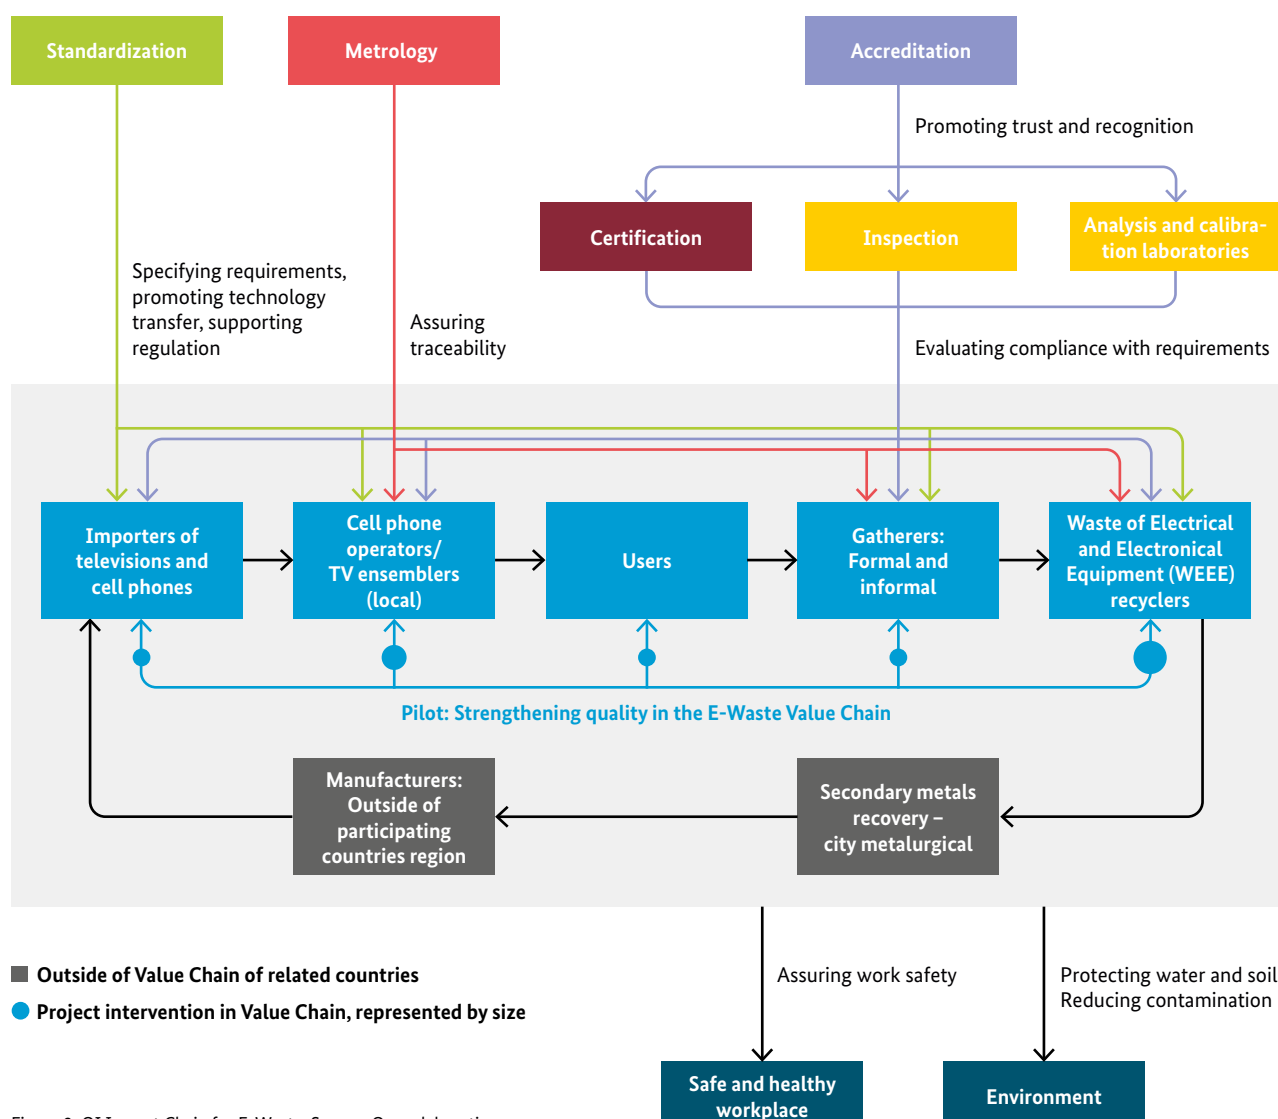 Standardization
Metrology
Accreditation
Promoting trust and recognition
Certification
Inspection
Analysis and calibra-
tion laboratories
Specifying requirements,
promoting technology
transfer, supporting
regulation
Assuring
traceability
Evaluating compliance with requirements
Importers of
televisions and
cell phones
Cell phone
operators/
TV ensemblers
(local)
Users
Gatherers:
Formal and
informal
Waste of Electrical
and Electronical
Equipment (WEEE)
recyclers
Pilot: Strengthening quality in the E-Waste Value Chain
Manufacturers:
Outside of
participating
countries region
Secondary metals
recovery –
city metalurgical
Outside of Value Chain of related countries
Project intervention in Value Chain, represented by size
Assuring work safety
Protecting water and soil
Reducing contamination
Safe and healthy
workplace
Environment